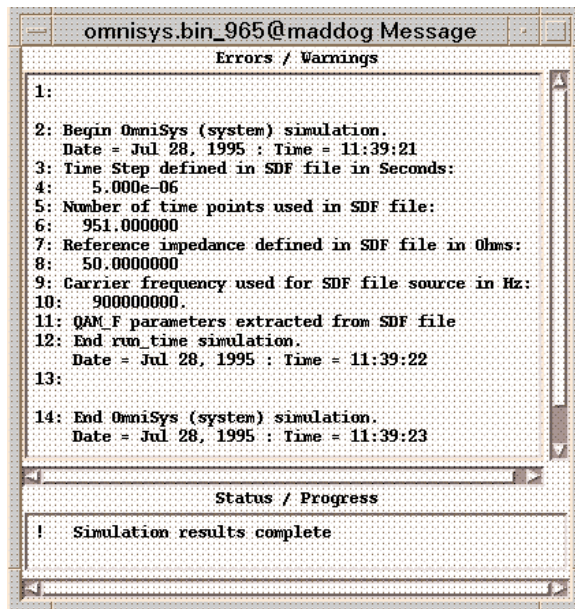 omnisys.bin_965@maddog Message
Errors / Warnings
1:
2: Begin OmniSys (system) simulation.
Date = Jul 28, 1995 : Time = 11:39:21
3: Time Step defined in SDF file in Seconds:
4: 5.000e-06
5: Number of time points used in SDF file:
6: 951.000000
7: Reference impedance defined in SDF file in Ohms:
8: 50.0000000
9: Carrier frequency used for SDF file source in Hz:
10: 900000000.
11: QAM_F parameters extracted from SDF file
12: End run_time simulation.
Date = Jul 28, 1995 : Time = 11:39:22
13:
14: End OmniSys (system) simulation.
Date = Jul 28, 1995 : Time = 11:39:23
Status / Progress
! Simulation results complete